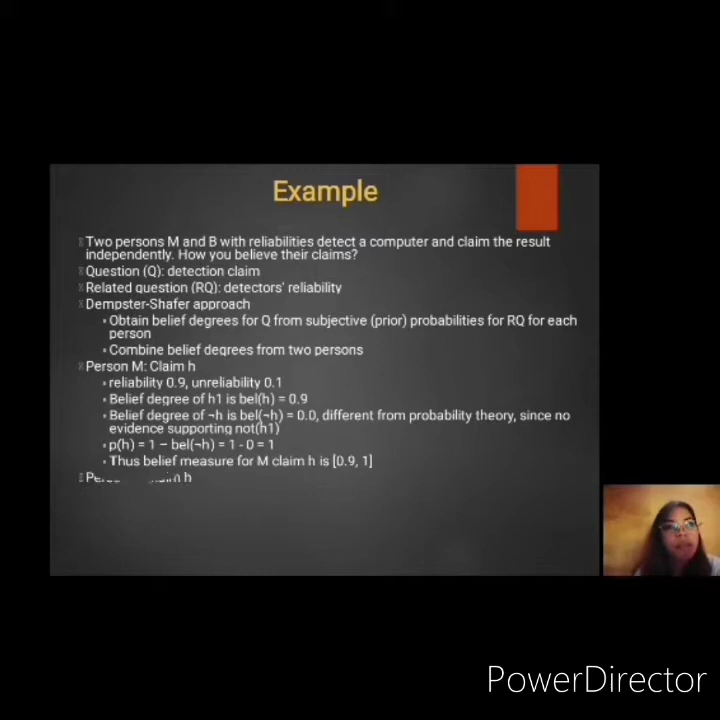 Example
Two persons M and B with reliabilities detect a computer and claim the result
independently. How you believe their claims?
Question (Q): detection claim
Related question (RQ): detectors' reliability
Dempster-Shafer approach
Obtain belief degrees for Q from subjective (prior) probabilities for RQ for each
person
Combine belief degrees from two persons
Person M: Claim h
reliability 0.9, unreliability 0.1
Belief degree of h1 is bel(h) = 0.9
Belief degree of ¬h is bel(¬h) = 0.0, different from probability theory, since no
evidence supporting not(h1)
p(h) = 1 – bel(¬h) = 1 - 0 = 1
Thus belief measure for M claim h is [0.9, 1]
h
PowerDirector